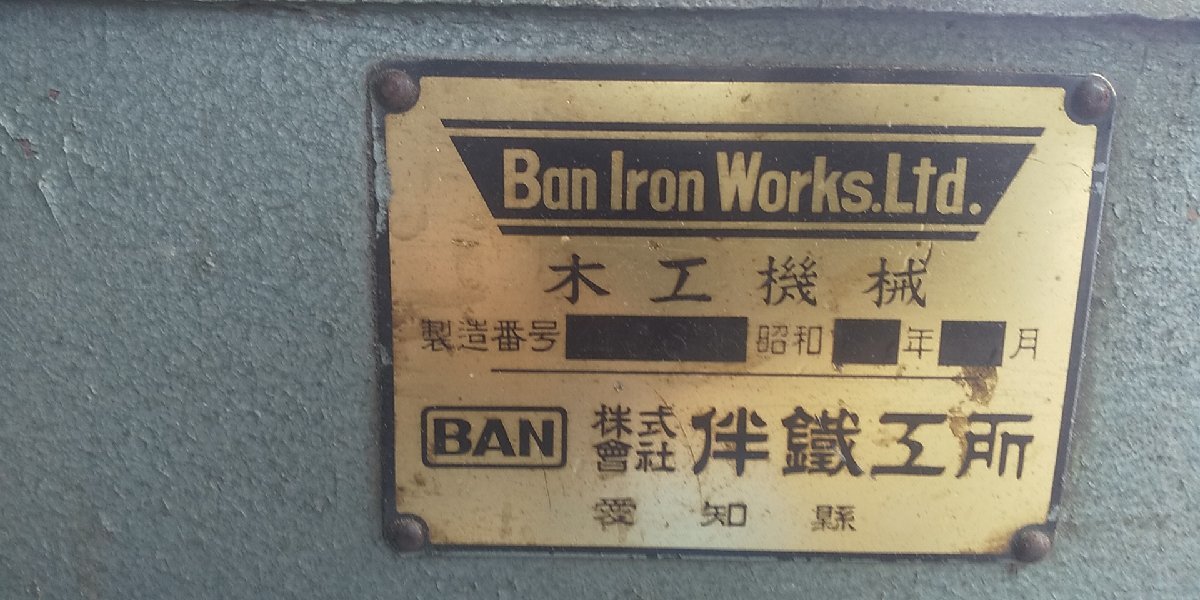 Ban Iron Works.Ltd.
木工機械
製造番号 昭和 年 月
BAN 株式會社 伴鐵工所
愛知縣